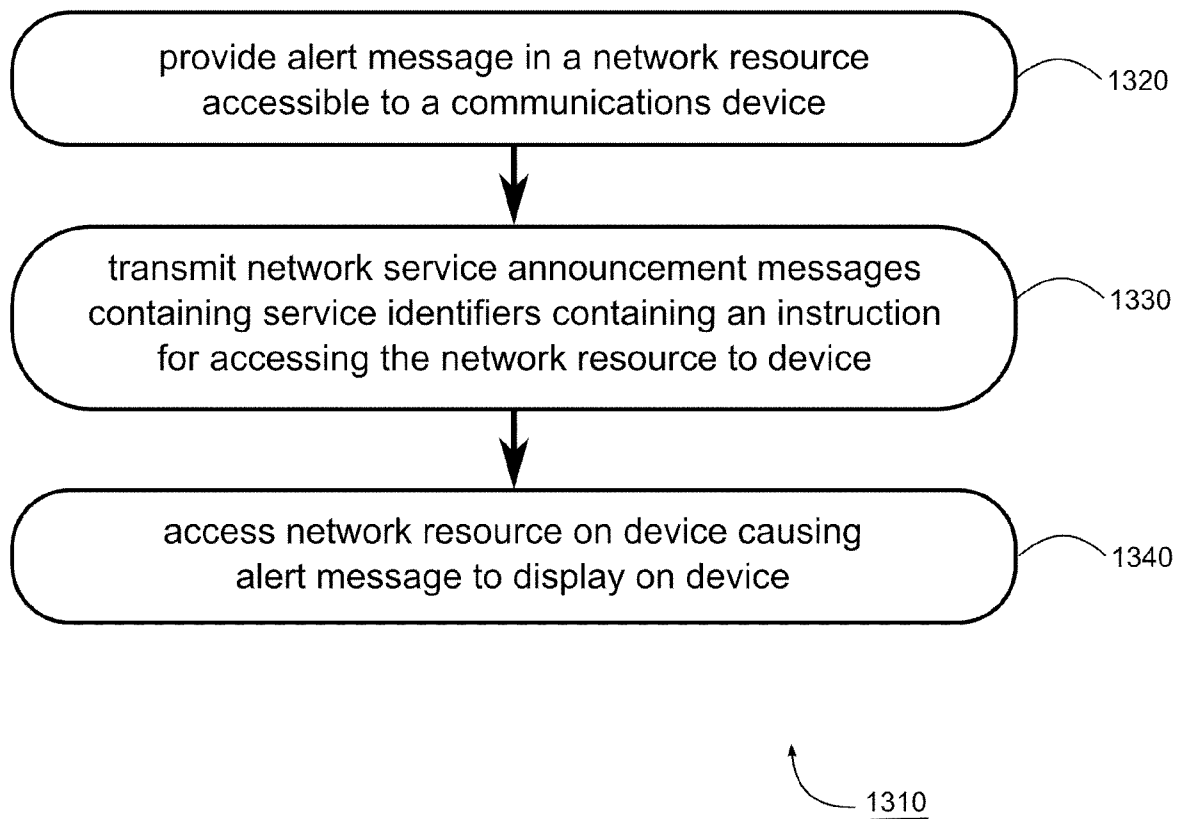 provide alert message in a network resource
accessible to a communications device
1320
transmit network service announcement messages
containing service identifiers containing an instruction
for accessing the network resource to device
1330
access network resource on device causing
alert message to display on device
1340
1310